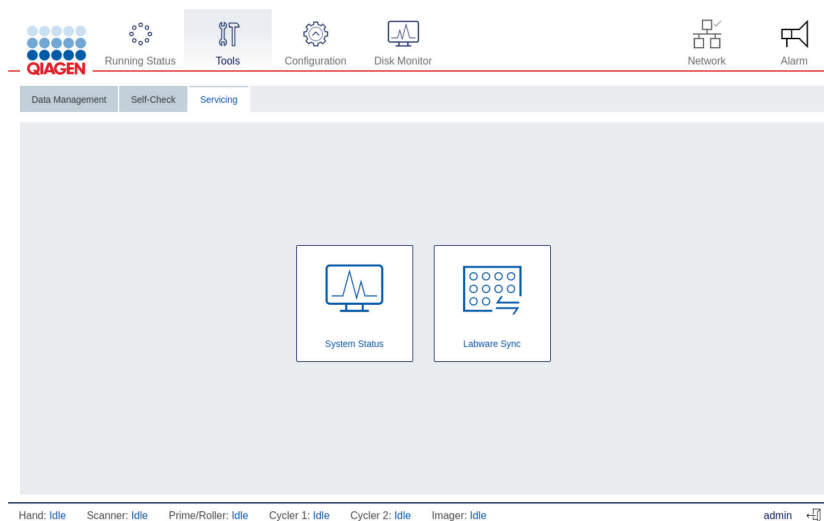 QIAGEN
Running Status Tools Configuration Disk Monitor Network Alarm
Data Management Self-Check Servicing
System Status Labware Sync
Hand: Idle Scanner: Idle Prime/Roller: Idle Cycler 1: Idle Cycler 2: Idle Imager: Idle admin